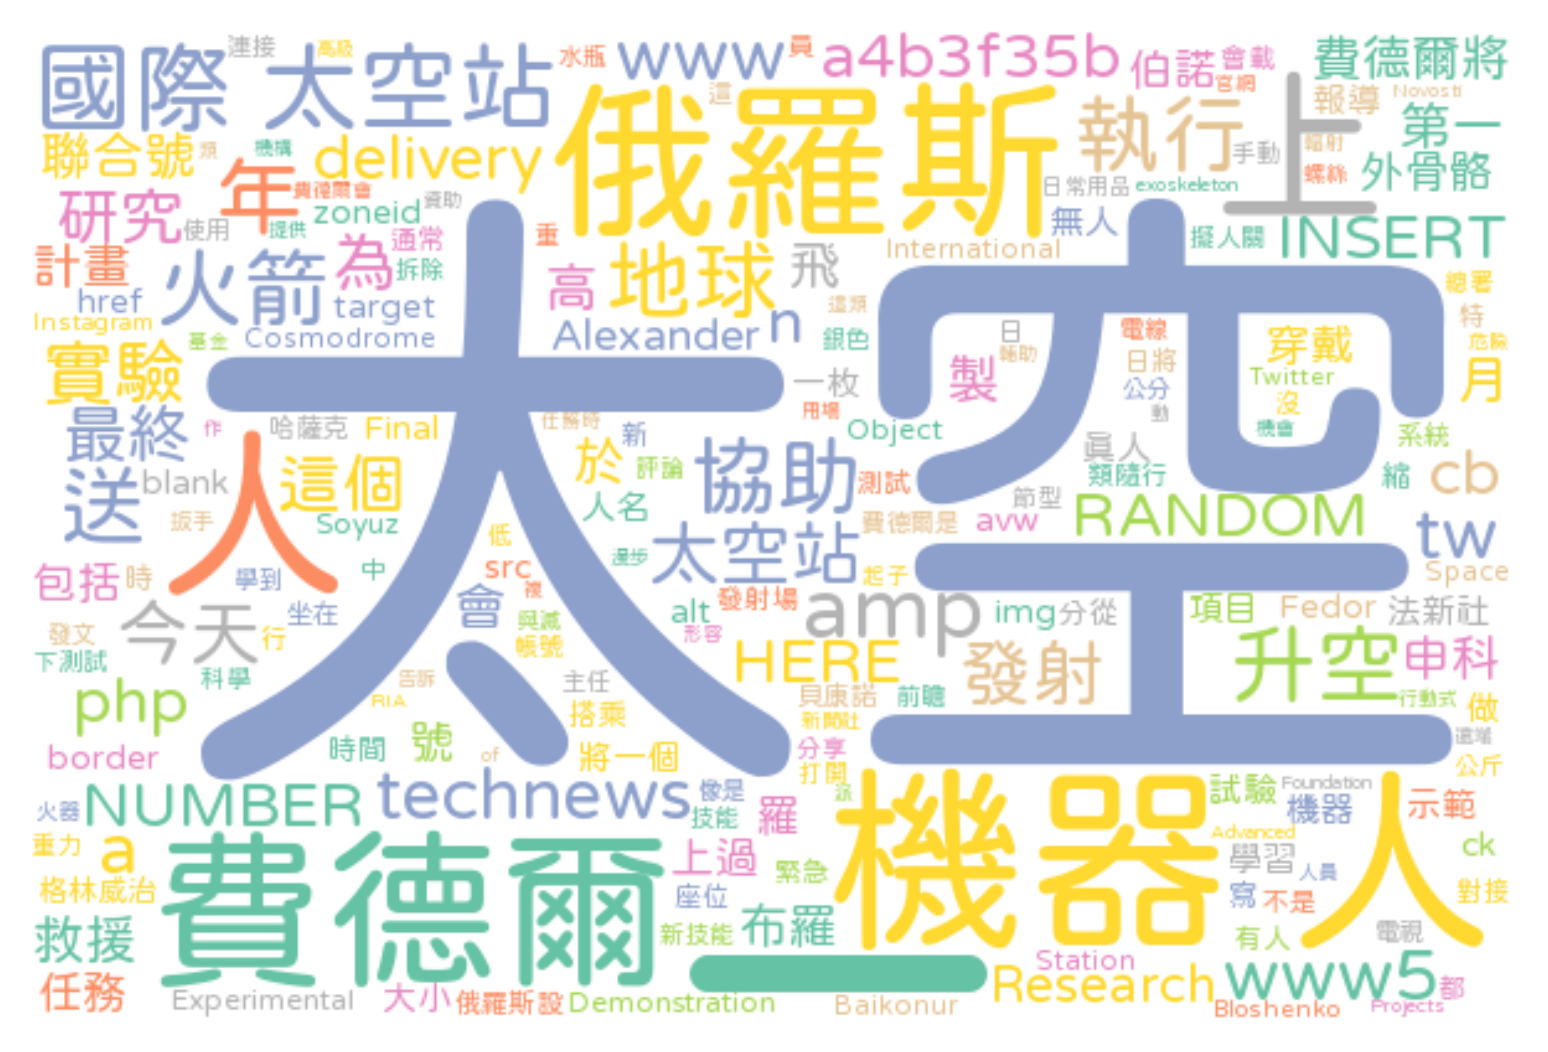 國際 連接 太空站 高級 水瓶 www 員 a4b3f35b 伯諾 會載 官網 費德爾將
聯合號 類 機構 delivery 俄羅斯 這 執行 上 報導 Novosti 第一
研究 年 費德爾會 zoneid 資助 日常用品 手動 exoskeleton 輻射 螺絲 外骨骼
使用 提供 為 通常 重 無人 擬人關 INSERT
計畫 火箭 拆除 高 地球 飛 International 總署
href target 這類 特
Instagram 基金 Cosmodrome Alexander n 銀色 日 輔助 電線 穿戴 危險
實驗 太空 一枚 製 日將 公分 Twitter 月
最終 作 哈薩克 Final 任務時 新 用場 Object 動 沒 機會 系統
送 blank 人 這個 於 評論 協助 測試 真人 類隨行 縮 cb
扳手 Soyuz 人名 節型 費德爾是 avw RANDOM tw
包括 時 學到 中 低 src 漫步 太空站 起子 Space
今天 坐在 會 與滅 alt 發射場 amp img 分從 項目 Fedor 法新社
發文 行 帳號 形容 HERE 發射 升空 申科
下測試 科學 告訴 主任 貝康諾 前瞻 行動式 做
php RIA 搭乘 新聞社
border 時間 號 of 將一個 分享 打開 遠端 公斤
火器 NUMBER technews 像是 技能 羅 派 機器人 試驗 Foundation 機器 示範
重力 a 費德爾 上過 緊急 Advanced 學習 人員 ck
格林威治 座位 寫 不是 對接
救援 新技能 布羅 有人 電視
任務 Experimental 大小 俄羅斯設 Demonstration 一 Baikonur Research Station www5 Bloshenko 都 Projects